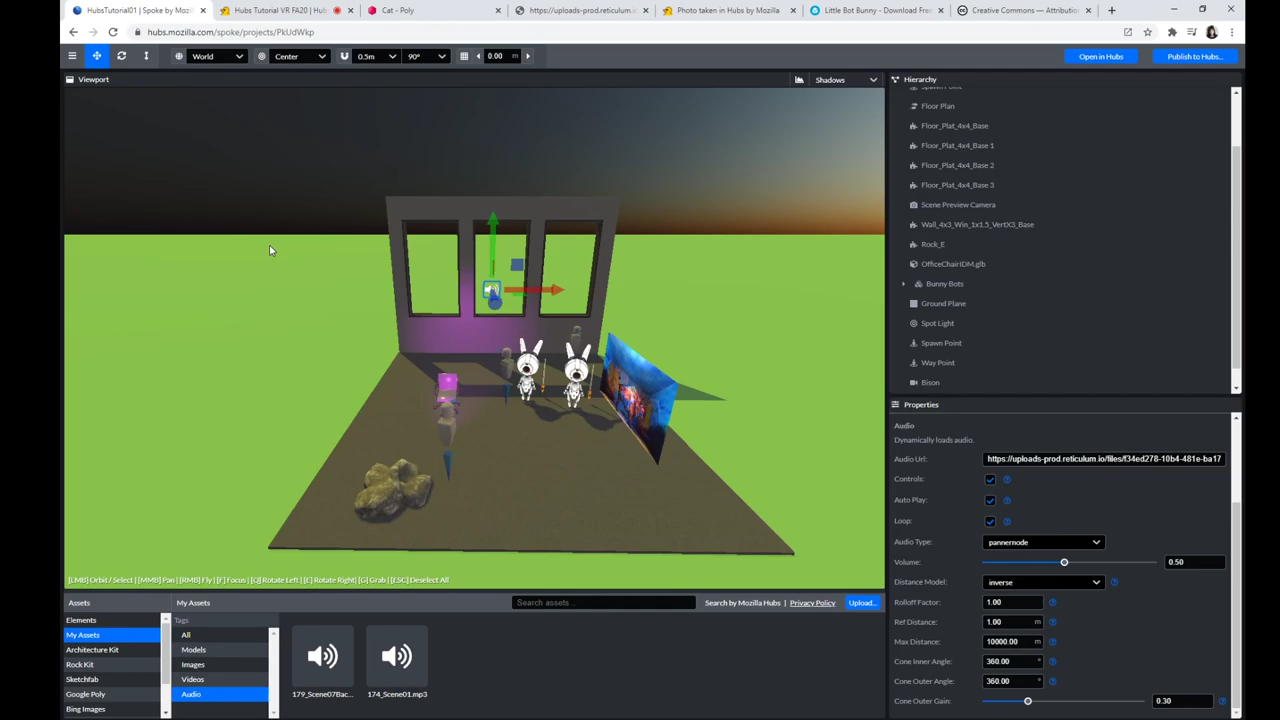 HubsTutorial01 | Spoke by Mozilla
Hubs Tutorial VR FA20 | Hubs
Cat - Poly
https://uploads-prod.reticulum.io
Photo taken in Hubs by Mozilla
Little Bot Bunny - Download Free
Creative Commons — Attribution
hubs.mozilla.com/spoke/projects/PkUdWkp
World
Center
0.5m
90°
0.00 m
Open in Hubs
Publish to Hubs...
Viewport
Shadows
Hierarchy
Spawn Point
Floor Plan
Floor_Plat_4x4_Base
Floor_Plat_4x4_Base 1
Floor_Plat_4x4_Base 2
Floor_Plat_4x4_Base 3
Scene Preview Camera
Wall_4x3_Win_1x1.5_VertX3_Base
Rock_E
OfficeChairIDM.glb
Bunny Bots
Ground Plane
Spot Light
Spawn Point
Way Point
Bison
Properties
Audio
Dynamically loads audio.
Audio Url: https://uploads-prod.reticulum.io/files/f34ed278-10b4-481e-ba17
Controls:
Auto Play:
Loop:
Audio Type: pannernode
Volume: 0.50
Distance Model: inverse
Rolloff Factor: 1.00
Ref Distance: 1.00 m
Max Distance: 10000.00 m
Cone Inner Angle: 360.00 °
Cone Outer Angle: 360.00 °
Cone Outer Gain: 0.30
[LMB] Orbit / Select | [MMB] Pan | [RMB] Fly | [F] Focus | [Q] Rotate Left | [E] Rotate Right | [G] Grab | [ESC] Deselect All
Assets
Elements
My Assets
Architecture Kit
Rock Kit
Sketchfab
Google Poly
Bing Images
My Assets
Tags
All
Models
Images
Videos
Audio
Search assets...
Search by Mozilla Hubs | Privacy Policy
Upload...
179_Scene07Bac...
174_Scene01.mp3